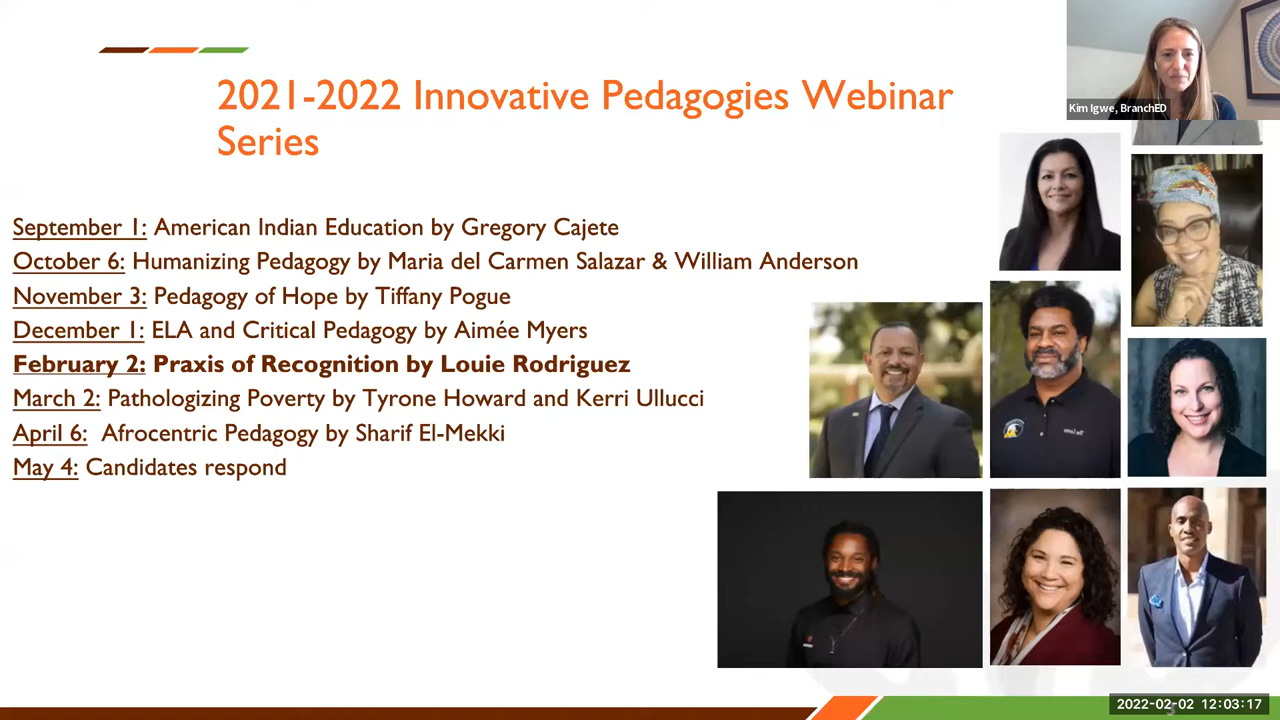 2021-2022 Innovative Pedagogies Webinar
Series
Kim Igwe, BranchED
September 1: American Indian Education by Gregory Cajete
October 6: Humanizing Pedagogy by Maria del Carmen Salazar & William Anderson
November 3: Pedagogy of Hope by Tiffany Pogue
December 1: ELA and Critical Pedagogy by Aimée Myers
February 2: Praxis of Recognition by Louie Rodriguez
March 2: Pathologizing Poverty by Tyrone Howard and Kerri Ullucci
April 6: Afrocentric Pedagogy by Sharif El-Mekki
May 4: Candidates respond
2022-02-02 12:03:17